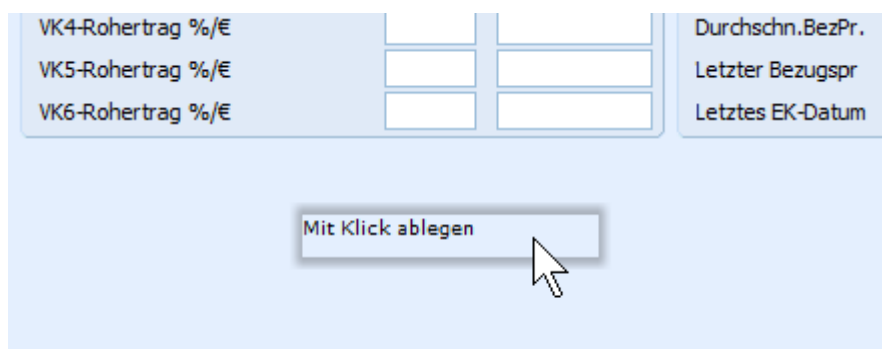 VK4-Rohertrag %/€ Durchschn.BezPr.
VK5-Rohertrag %/€ Letzter Bezugspr
VK6-Rohertrag %/€ Letztes EK-Datum
Mit Klick ablegen